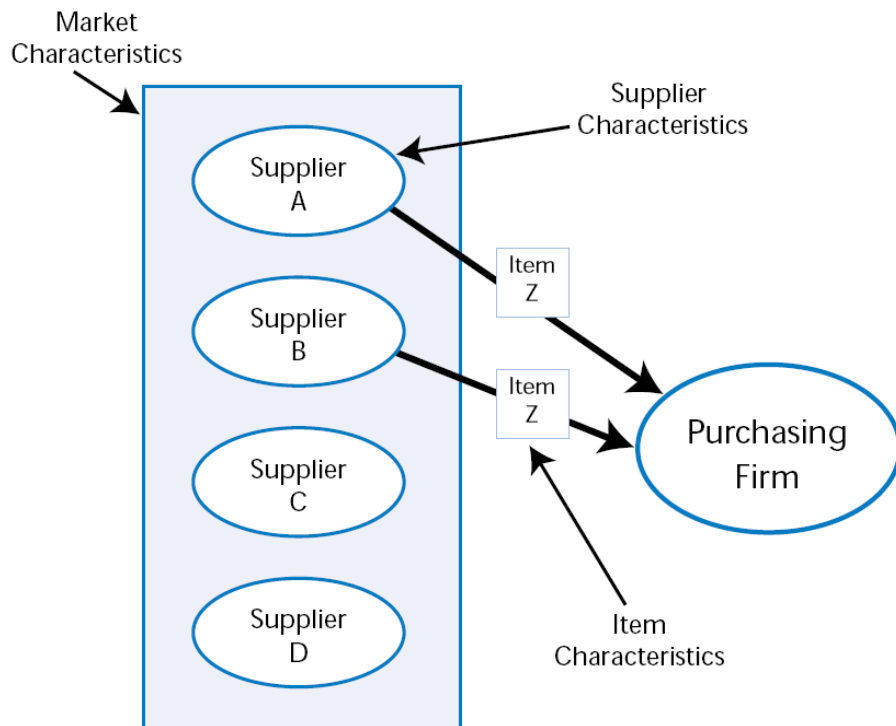 Market
Characteristics
Supplier
Characteristics
Supplier
A
Item
Z
Supplier
B
Item
Z
Purchasing
Firm
Supplier
C
Supplier
D
Item
Characteristics